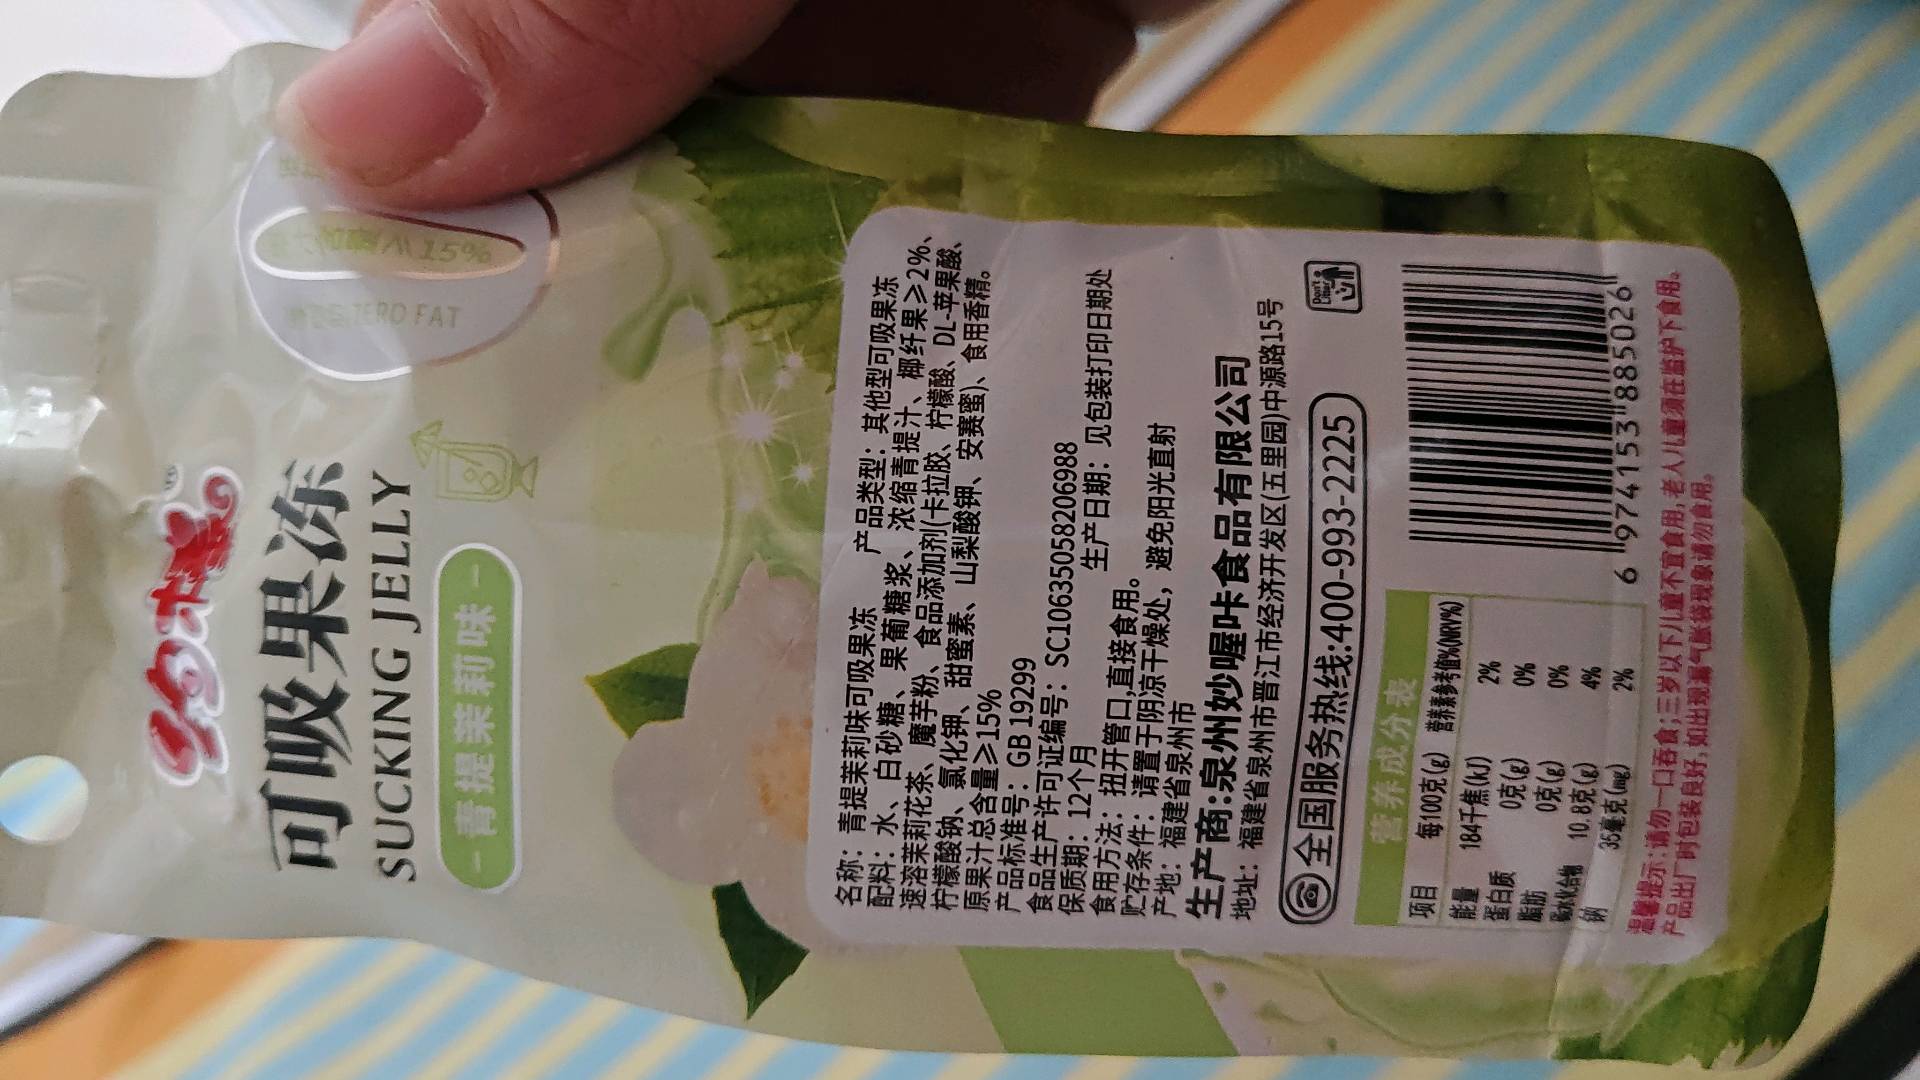 ®
可吸果冻
SUCKING JELLY
- 青提茉莉味 -
15%
ZERO FAT
名称：青提茉莉味可吸果冻 产品类型：其他型可吸果冻
配料：水、白砂糖、果葡糖浆、浓缩青提汁、椰纤果≥2%、
速溶茉莉花茶、魔芋粉、食品添加剂(卡拉胶、柠檬酸、DL-苹果酸、
柠檬酸钠、氯化钾、甜蜜素、山梨酸钾、安赛蜜)、食用香精。
原果汁总含量≥15%
产品标准号：GB 19299
食品生产许可证编号：SC10635058206988
保质期：12个月 生产日期：见包装打印日期处
食用方法：扭开管口,直接食用。
贮存条件：请置于阴凉干燥处，避免阳光直射
产地：福建省泉州市
生产商:泉州妙喔咔食品有限公司
地址：福建省泉州市晋江市经济开发区(五里园)中源路15号
全国服务热线:400-993-2225
Don't Litter
营养成分表
项目 每100克(g) 营养素参考值%(NRV%)
能量 184千焦(kJ) 2%
蛋白质 0克(g) 0%
脂肪 0克(g) 0%
碳水化合物 10.8克(g) 4%
钠 35毫克(mg) 2%
6 974153 885026
温馨提示:请勿一口吞食;三岁以下儿童不宜食用,老人儿童须在监护下食用。
产品出厂时包装良好,如出现漏气胀袋现象请勿食用。